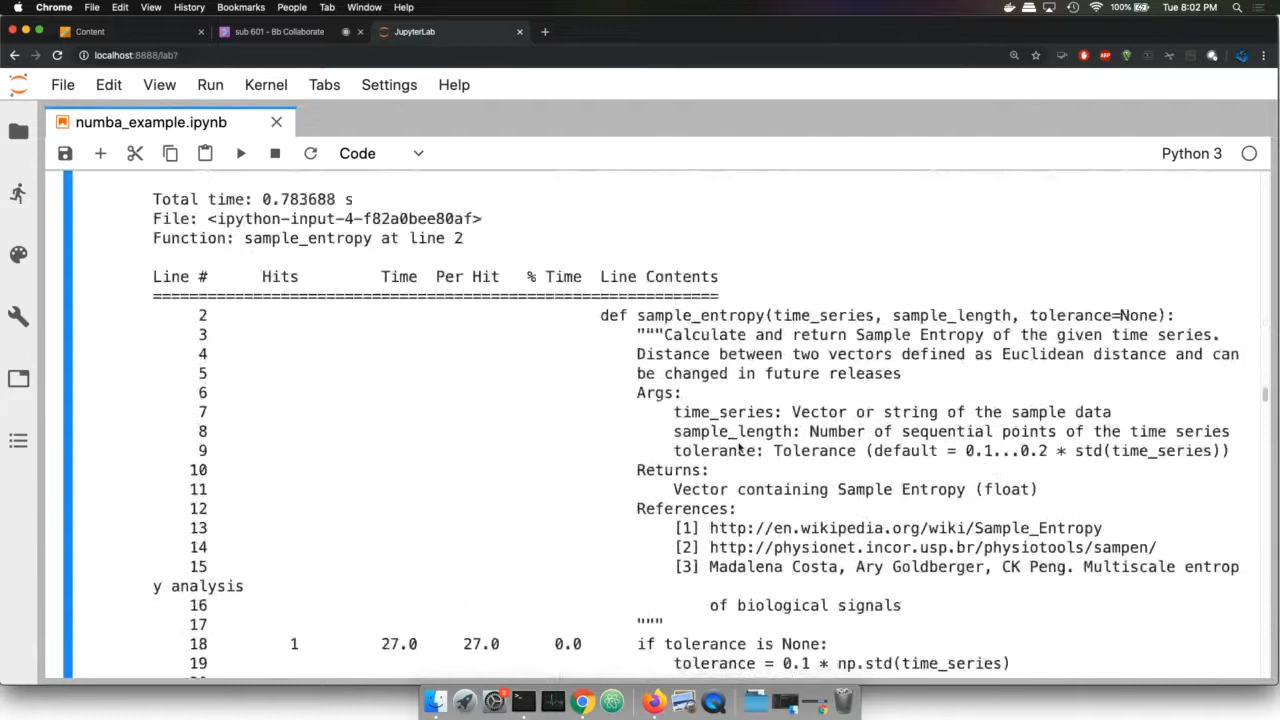 Chrome File Edit View History Bookmarks People Tab Window Help 100% Tue 8:02 PM
Content sub 601 - Bb Collaborate JupyterLab
localhost:8888/lab?
File Edit View Run Kernel Tabs Settings Help
numba_example.ipynb
Code Python 3
Total time: 0.783688 s
File: <ipython-input-4-f82a0bee80af>
Function: sample_entropy at line 2
Line # Hits Time Per Hit % Time Line Contents
==============================================================
2 def sample_entropy(time_series, sample_length, tolerance=None):
3 """Calculate and return Sample Entropy of the given time series.
4 Distance between two vectors defined as Euclidean distance and can
5 be changed in future releases
6 Args:
7 time_series: Vector or string of the sample data
8 sample_length: Number of sequential points of the time series
9 tolerance: Tolerance (default = 0.1...0.2 * std(time_series))
10 Returns:
11 Vector containing Sample Entropy (float)
12 References:
13 [1] http://en.wikipedia.org/wiki/Sample_Entropy
14 [2] http://physionet.incor.usp.br/physiotools/sampen/
15 [3] Madalena Costa, Ary Goldberger, CK Peng. Multiscale entrop
y analysis
16 of biological signals
17 """
18 1 27.0 27.0 0.0 if tolerance is None:
19 tolerance = 0.1 * np.std(time_series)